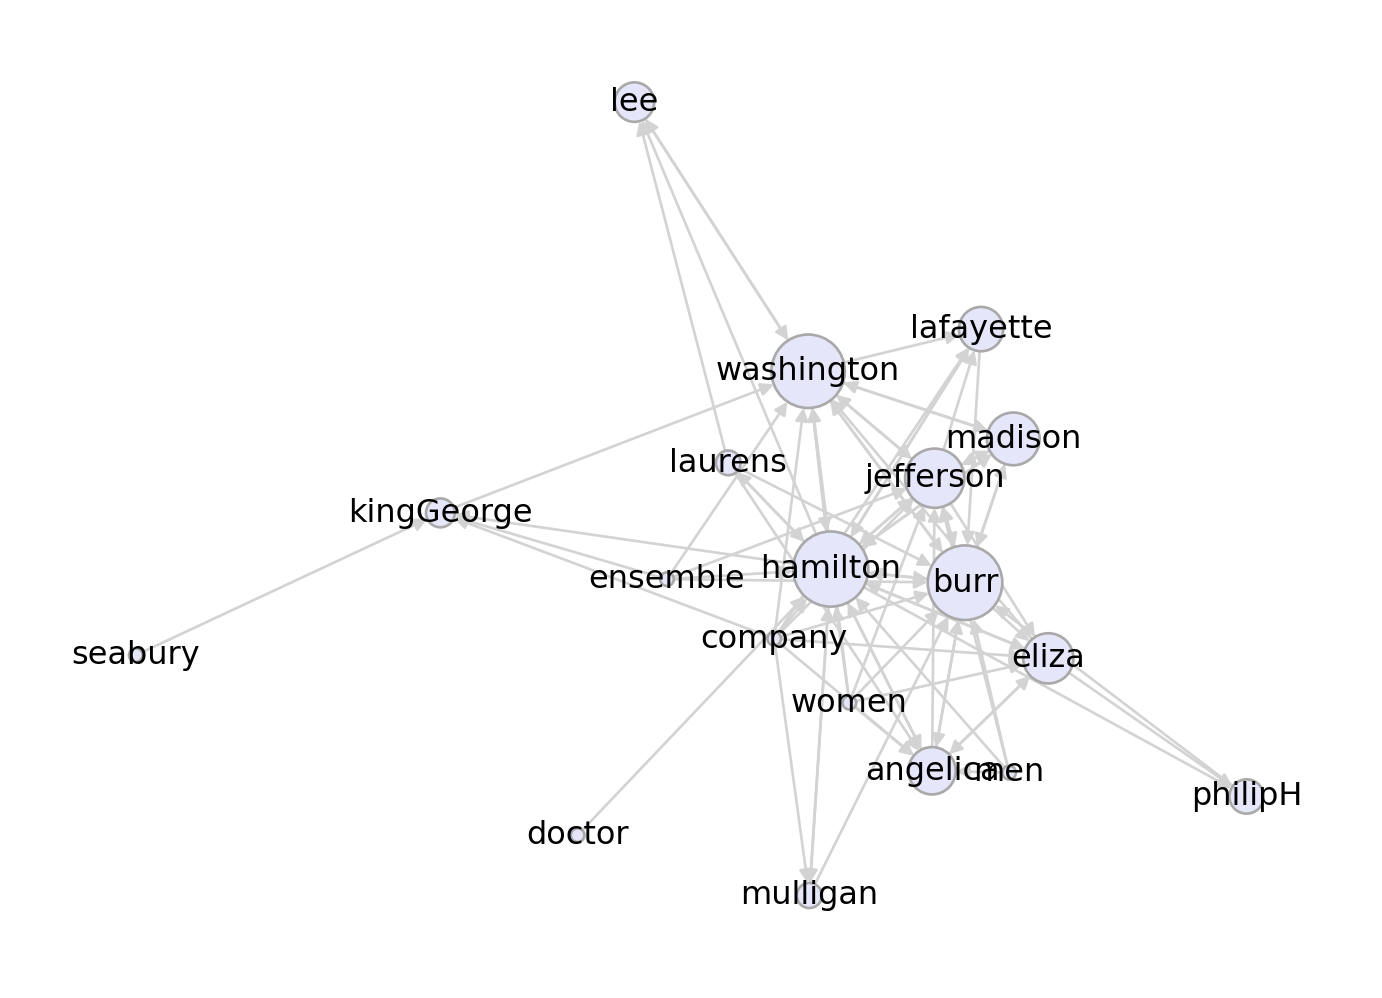 lee
lafayette
washington
madison
laurens
jefferson
kingGeorge
hamilton
ensemble
burr
company
seabury
eliza
women
angelica
men
philipH
doctor
mulligan